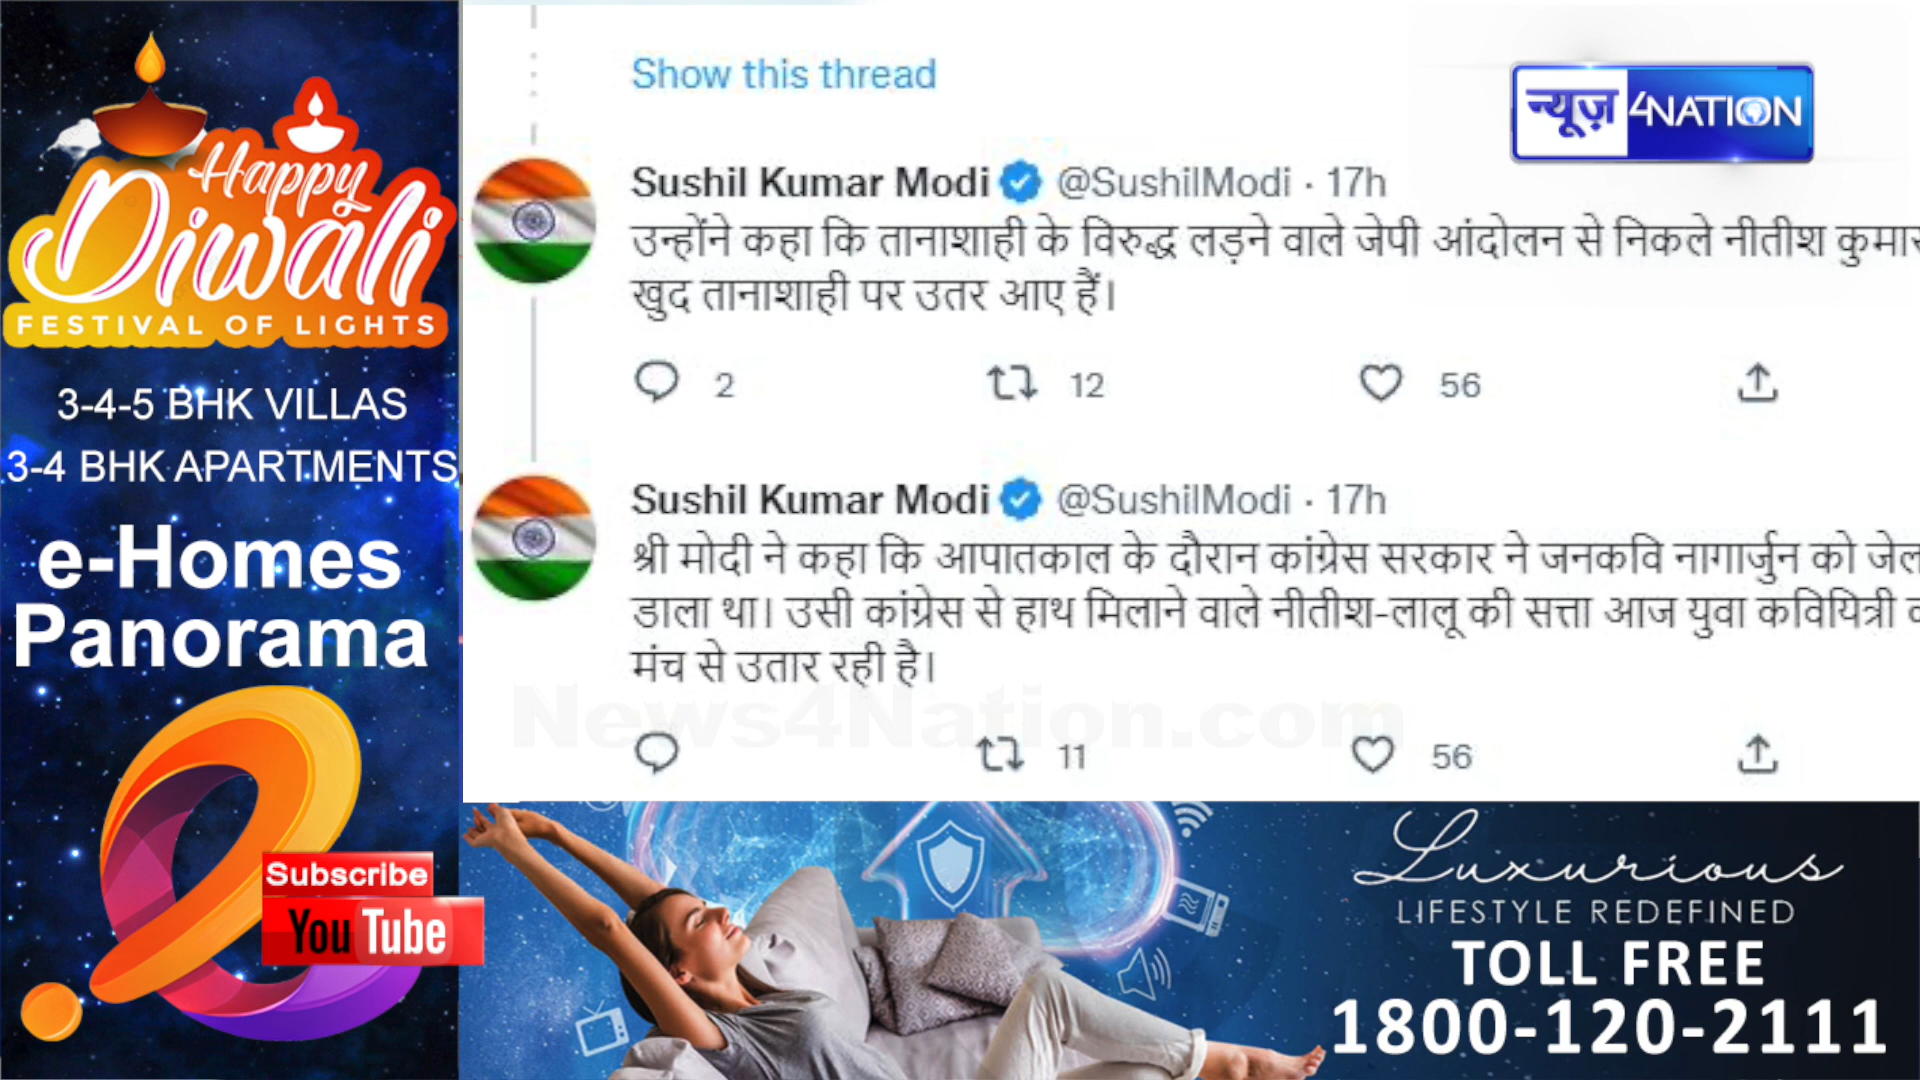 Happy
Diwali
FESTIVAL OF LIGHTS
3-4-5 BHK VILLAS
3-4 BHK APARTMENTS
e-Homes
Panorama
Subscribe
YouTube
Show this thread
न्यूज़ 4NATION
Sushil Kumar Modi @SushilModi · 17h
उन्होंने कहा कि तानाशाही के विरुद्ध लड़ने वाले जेपी आंदोलन से निकले नीतीश कुमार
खुद तानाशाही पर उतर आए हैं।
2 12 56
Sushil Kumar Modi @SushilModi · 17h
श्री मोदी ने कहा कि आपातकाल के दौरान कांग्रेस सरकार ने जनकवि नागार्जुन को जेल
डाला था। उसी कांग्रेस से हाथ मिलाने वाले नीतीश-लालू की सत्ता आज युवा कवियित्री
मंच से उतार रही है।
News4Nation.com
11 56
Luxurious
LIFESTYLE REDEFINED
TOLL FREE
1800-120-2111